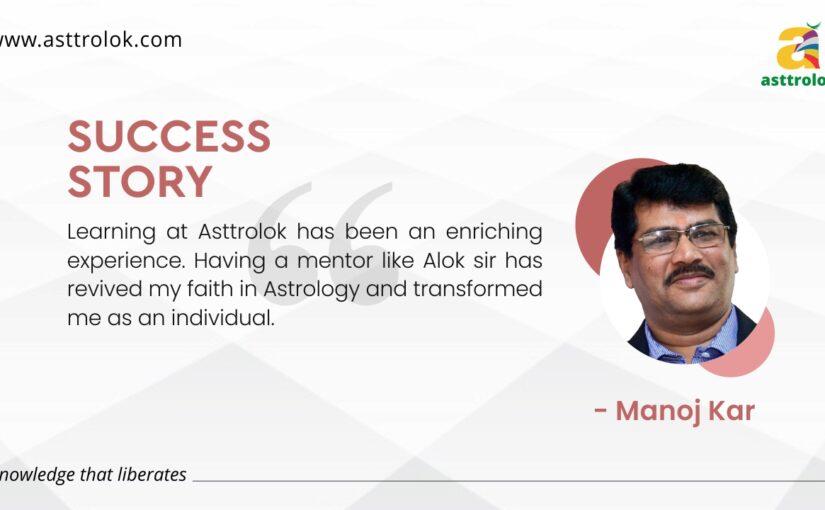 www.asttrolok.com
asttrolo
SUCCESS
STORY
Learning at Asttrolok has been an enriching
experience. Having a mentor like Alok sir has
revived my faith in Astrology and transformed
me as an individual.
- Manoj Kar
nowledge that liberates